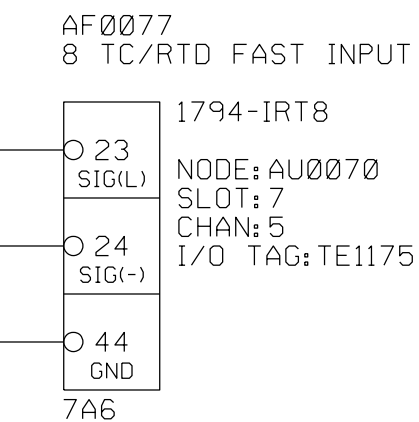 AF0077
8 TC/RTD FAST INPUT
1794-IRT8
23
SIG(L)
NODE:AU0070
SLOT:7
24
CHAN:5
SIG(-)
I/O TAG:TE1175
44
GND
7A6